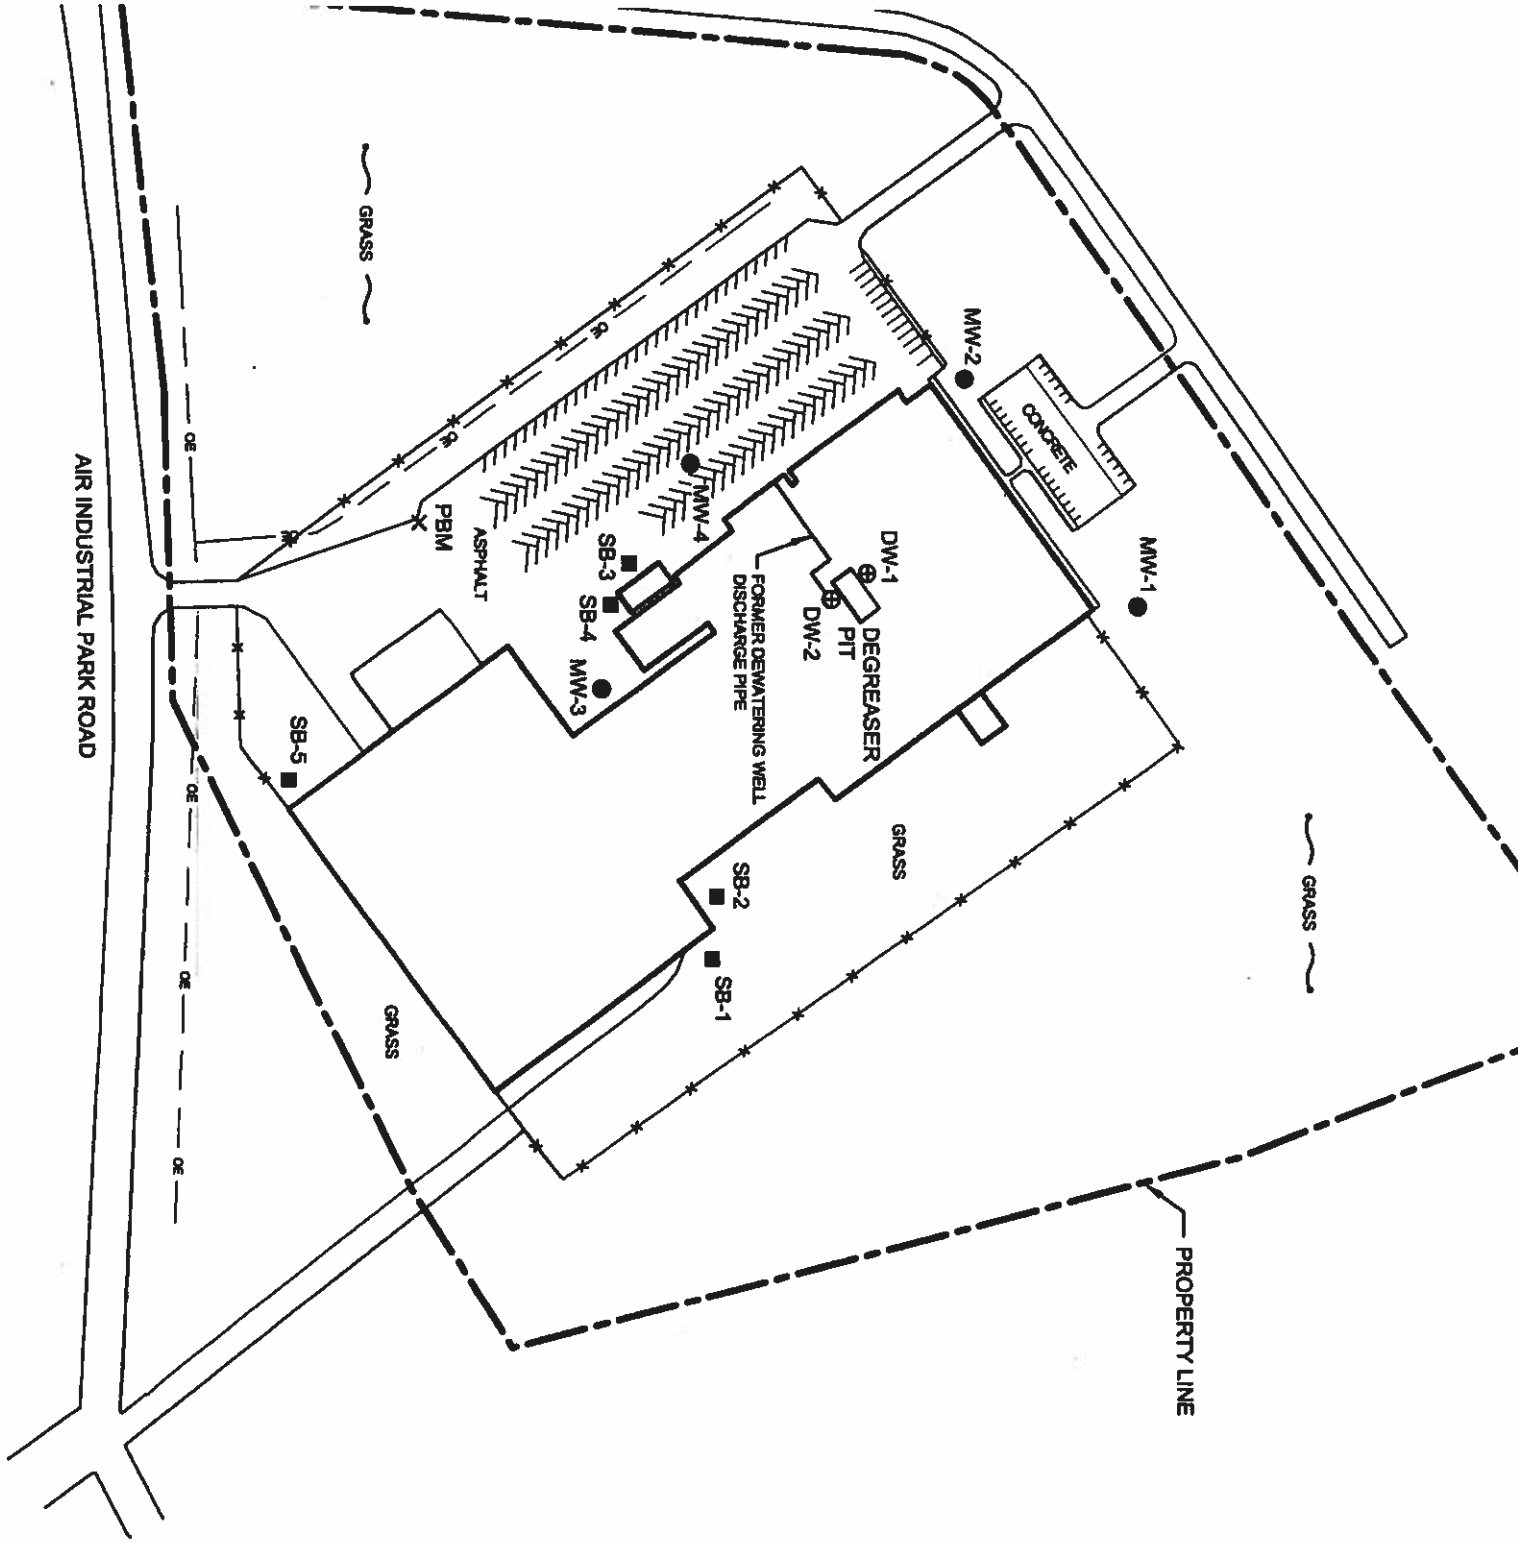 GRASS
PROPERTY LINE
MW-1
CONCRETE
MW-2
GRASS
DW-1
DEGREASER
PIT
DW-2
FORMER DEWATERING WELL
DISCHARGE PIPE
SB-2
SB-1
MW-4
SB-3
OE
SB-4
MW-3
ASPHALT
OE
PBM
GRASS
GRASS
SB-5
OE
OE
OE
OE
OE
AIR INDUSTRIAL PARK ROAD